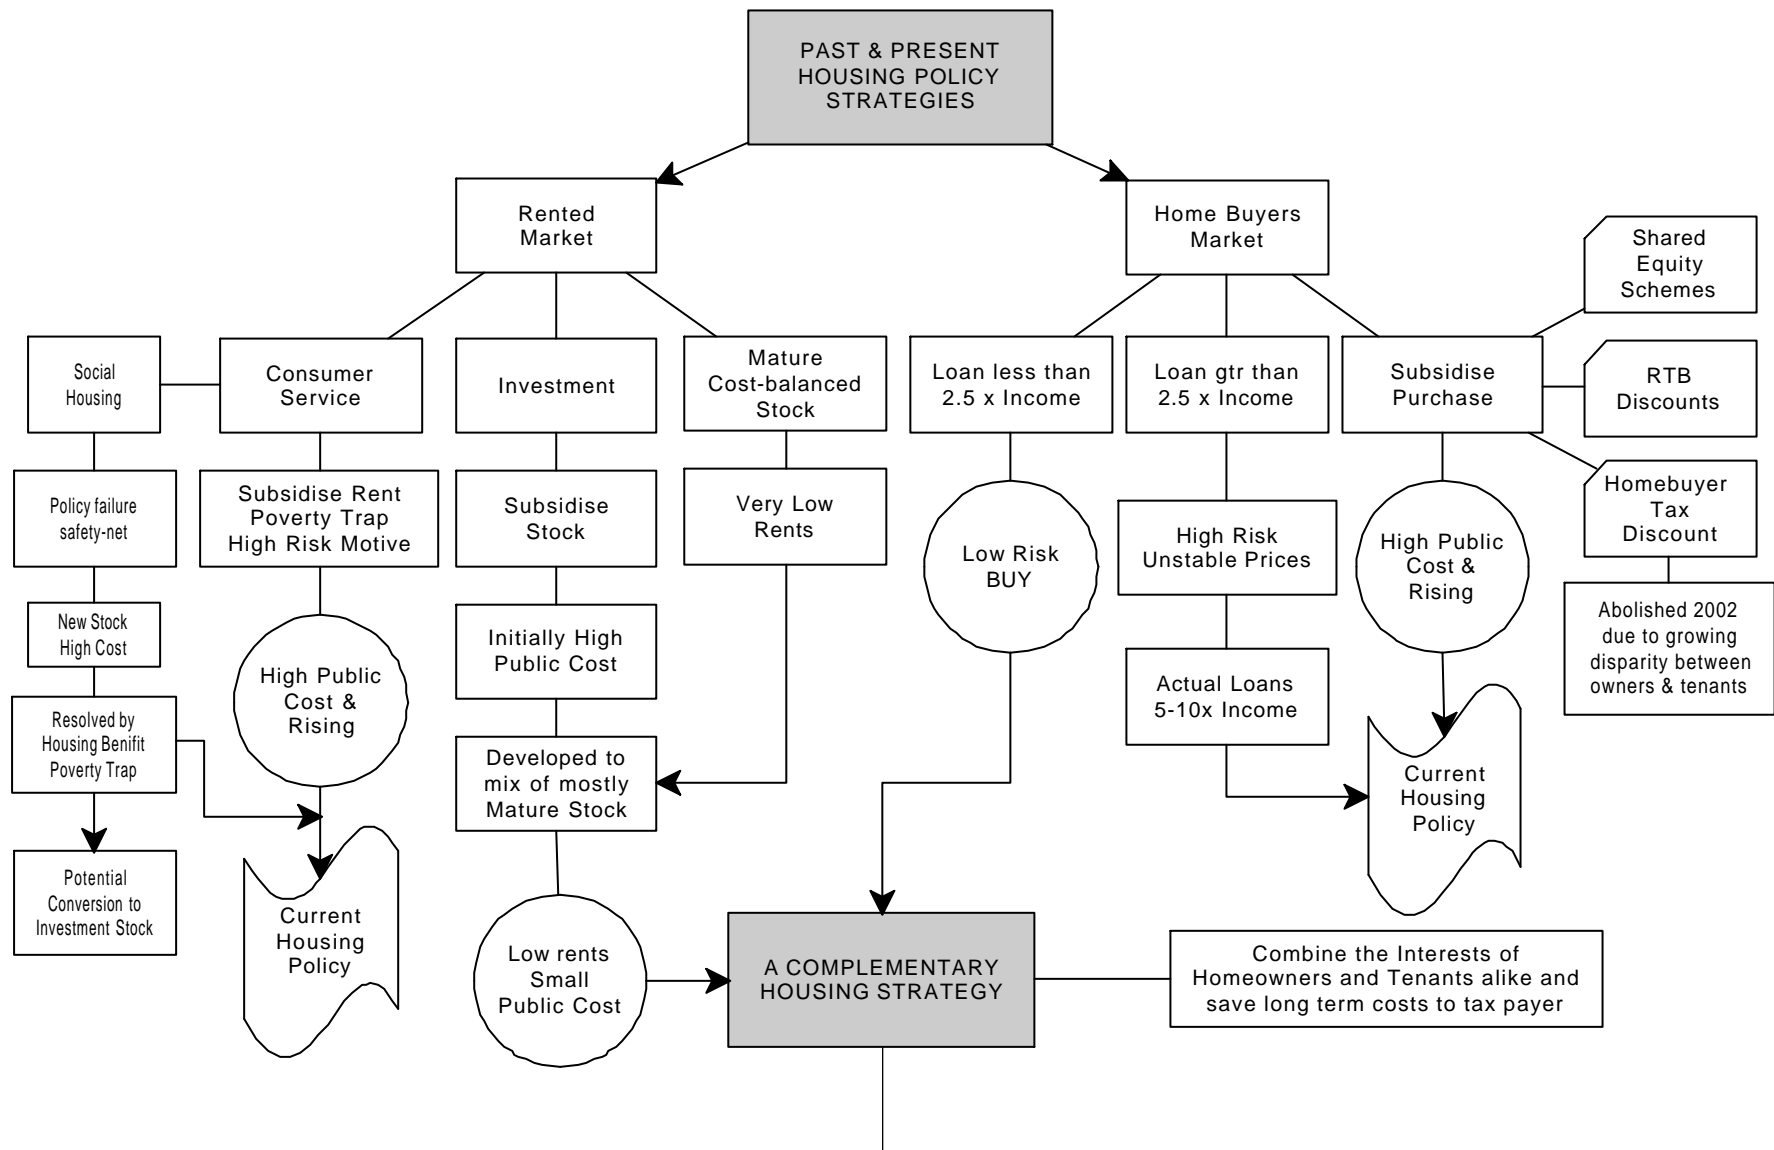 PAST & PRESENT
HOUSING POLICY
STRATEGIES
Rented
Market
Home Buyers
Market
Shared
Equity
Schemes
Social
Housing
Consumer
Service
Investment
Mature
Cost-balanced
Stock
Loan less than
2.5 x Income
Loan gtr than
2.5 x Income
Subsidise
Purchase
RTB
Discounts
Policy failure
safety-net
Subsidise Rent
Poverty Trap
High Risk Motive
Subsidise
Stock
Very Low
Rents
Low Risk
BUY
High Risk
Unstable Prices
High Public
Cost &
Rising
Homebuyer
Tax
Discount
New Stock
High Cost
High Public
Cost &
Rising
Initially High
Public Cost
Actual Loans
5-10x Income
Abolished 2002
due to growing
disparity between
owners & tenants
Resolved by
Housing Benifit
Poverty Trap
Developed to
mix of mostly
Mature Stock
Current
Housing
Policy
Potential
Conversion to
Investment Stock
Current
Housing
Policy
Low rents
Small
Public Cost
A COMPLEMENTARY
HOUSING STRATEGY
Combine the Interests of
Homeowners and Tenants alike and
save long term costs to tax payer